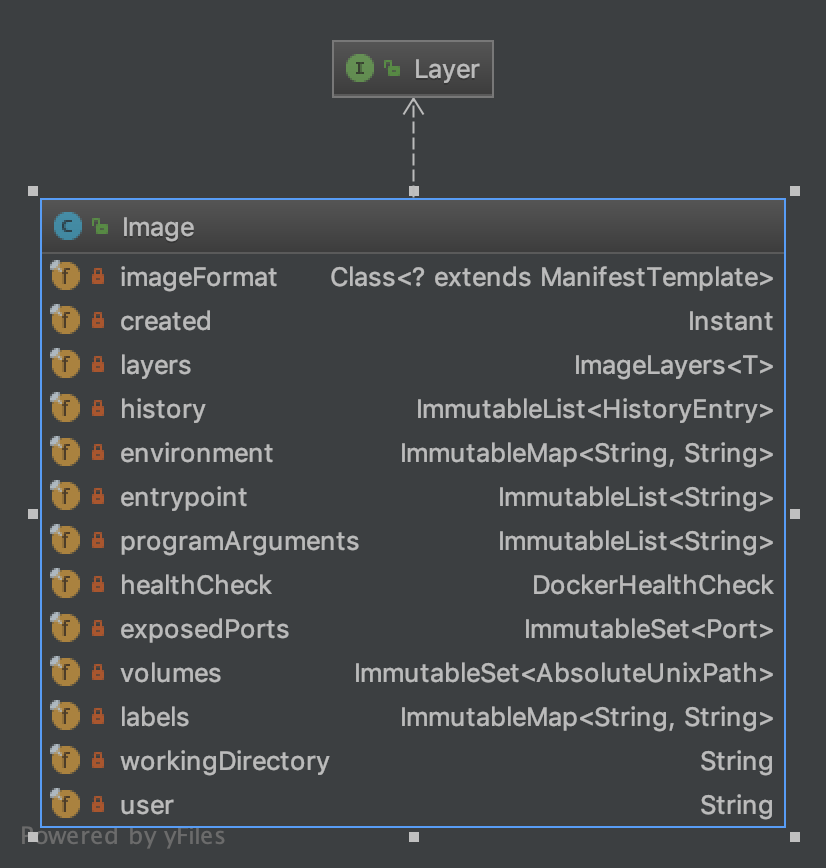 Layer
Image
imageFormat Class<? extends ManifestTemplate>
created Instant
layers ImageLayers<T>
history ImmutableList<HistoryEntry>
environment ImmutableMap<String, String>
entrypoint ImmutableList<String>
programArguments ImmutableList<String>
healthCheck DockerHealthCheck
exposedPorts ImmutableSet<Port>
volumes ImmutableSet<AbsoluteUnixPath>
labels ImmutableMap<String, String>
workingDirectory String
user String
Powered by yFiles